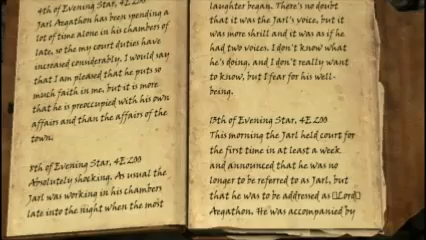 4th of Evening Star, 4E 200
Jarl Aegathon has been spending a
lot of time alone in his chambers of
late, so my court duties have
increased considerably. I would say
that I am pleased that he puts so
much faith in me, but it is more
that he is preoccupied with his own
affairs and than the affairs of the
town.
8th of Evening Star, 4E 200
Absolutely shocking. As usual the
Jarl was working in his chambers
late into the night when the most
laughter began. There's no doubt
that it was the Jarl's voice, but it
was more shrill and it was as if he
had two voices. I don't know what
he's doing, and I don't really want
to know, but I fear for his well-
being.
13th of Evening Star, 4E 200
This morning the Jarl held court for
the first time in at least a week
and announced that he was no
longer to be referred to as Jarl, but
that he was to be addressed as □Lord□
Aegathon. He was accompanied by